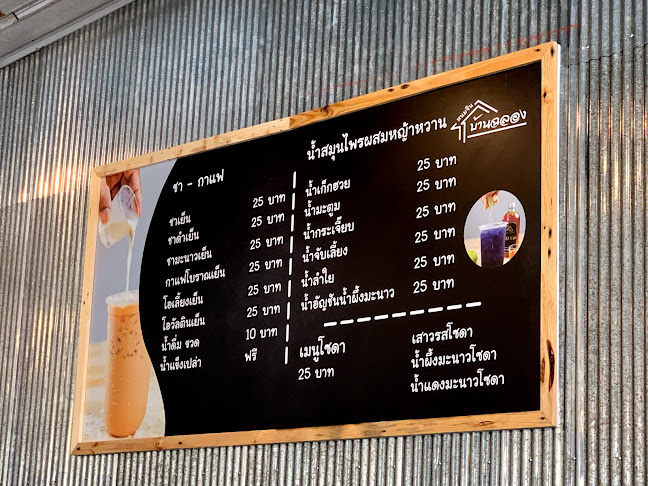 ชา - กาแฟ
ชาเย็น 25 บาท
ชาดำเย็น 25 บาท
ชามะนาวเย็น 25 บาท
กาแฟโบราณเย็น 25 บาท
โอเลี้ยงเย็น 25 บาท
โอวัลตินเย็น 25 บาท
น้ำดื่ม ขวด 10 บาท
น้ำแข็งเปล่า ฟรี
น้ำสมุนไพรผสมหญ้าหวาน
ขนมจีน
บ้านฉลอง
น้ำเก็กฮวย 25 บาท
น้ำมะตูม 25 บาท
น้ำกระเจี๊ยบ 25 บาท
น้ำจับเลี้ยง 25 บาท
น้ำลำไย 25 บาท
น้ำอัญชันน้ำผึ้งมะนาว 25 บาท
เมนูโซดา
25 บาท
เสาวรสโซดา
น้ำผึ้งมะนาวโซดา
น้ำแดงมะนาวโซดา